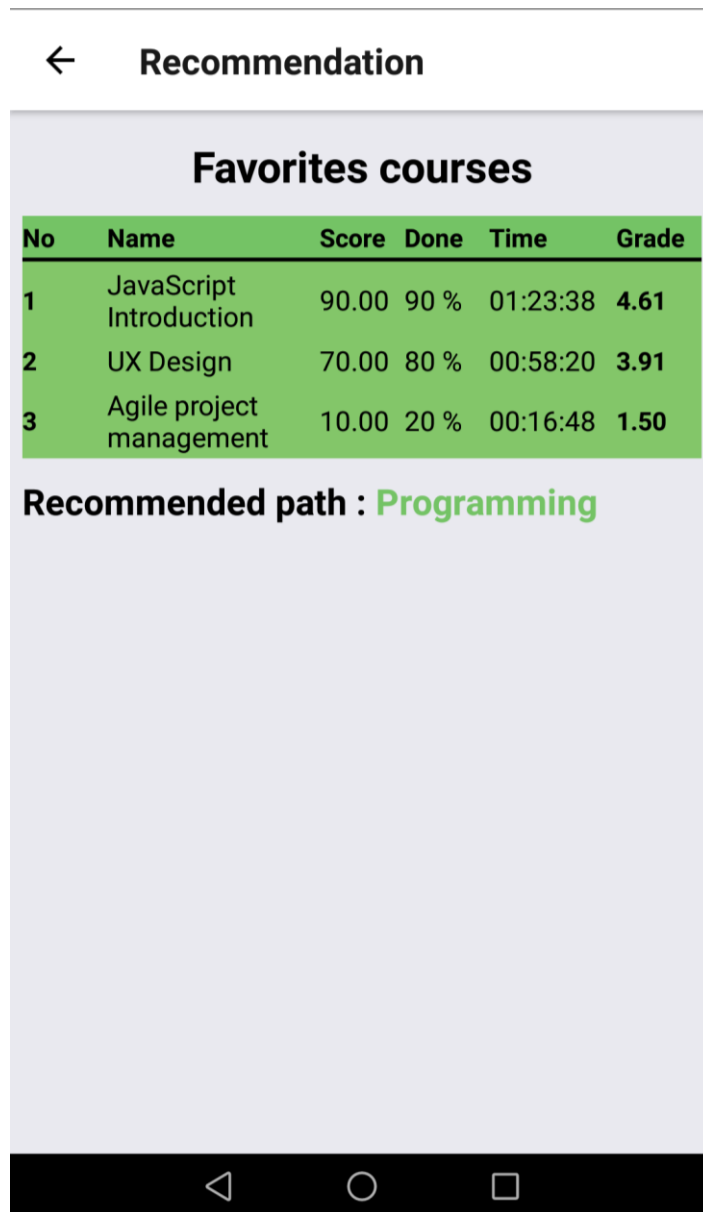 Recommendation
Favorites courses
No Name Score Done Time Grade
1 JavaScript Introduction 90.00 90 % 01:23:38 4.61
2 UX Design 70.00 80 % 00:58:20 3.91
3 Agile project management 10.00 20 % 00:16:48 1.50
Recommended path : Programming